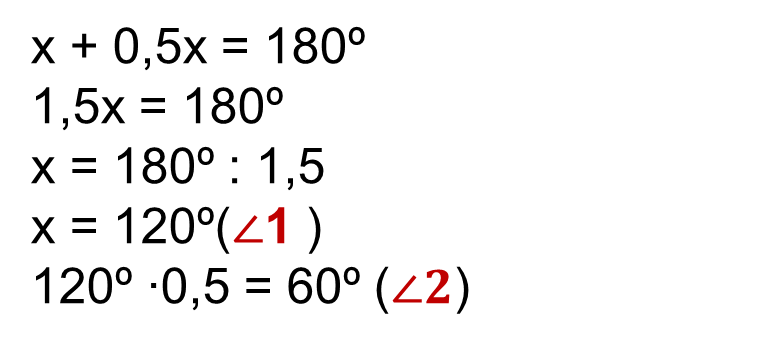 x + 0,5x = 180º
1,5x = 180º
x = 180º : 1,5
x = 120º(∠1 )
120º ·0,5 = 60º (∠2)